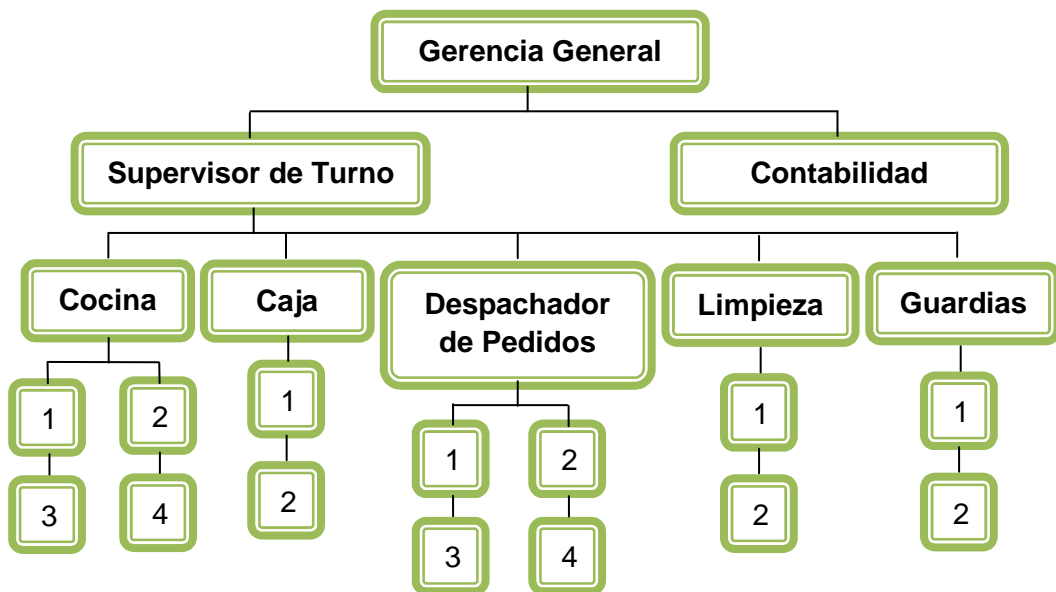 Gerencia General
Supervisor de Turno
Contabilidad
Cocina
Caja
Despachador
de Pedidos
Limpieza
Guardias
1
2
3
4
1
2
1
2
3
4
1
2
1
2